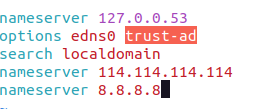 nameserver 127.0.0.53
options edns0 trust-ad
search localdomain
nameserver 114.114.114.114
nameserver 8.8.8.8
~